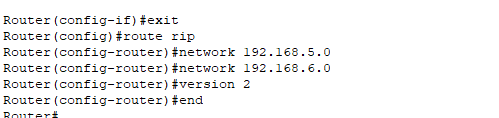 Router(config-if)#exit
Router(config)#route rip
Router(config-router)#network 192.168.5.0
Router(config-router)#network 192.168.6.0
Router(config-router)#version 2
Router(config-router)#end
Router#